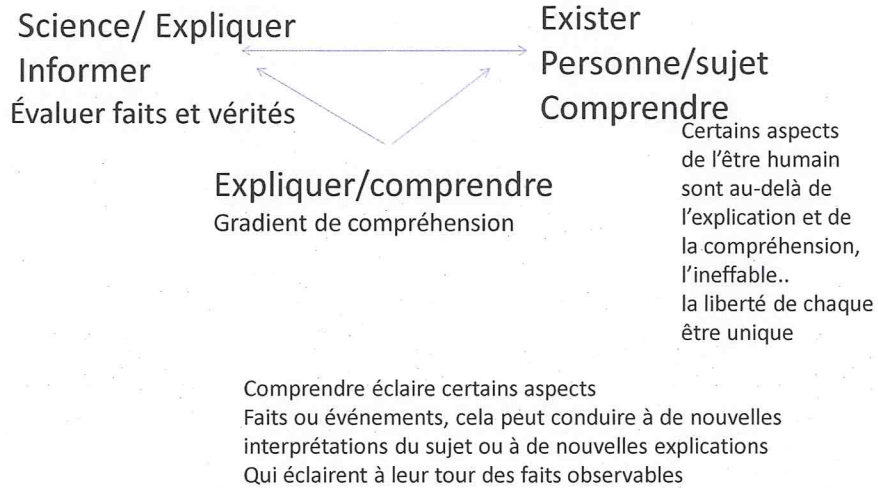 Science/ Expliquer
Informer
Évaluer faits et vérités
Exister
Personne/sujet
Comprendre
Certains aspects
de l'être humain
sont au-delà de
l'explication et de
la compréhension,
l'ineffable..
la liberté de chaque
être unique
Expliquer/comprendre
Gradient de compréhension
Comprendre éclaire certains aspects
Faits ou événements, cela peut conduire à de nouvelles
interprétations du sujet ou à de nouvelles explications
Qui éclairent à leur tour des faits observables